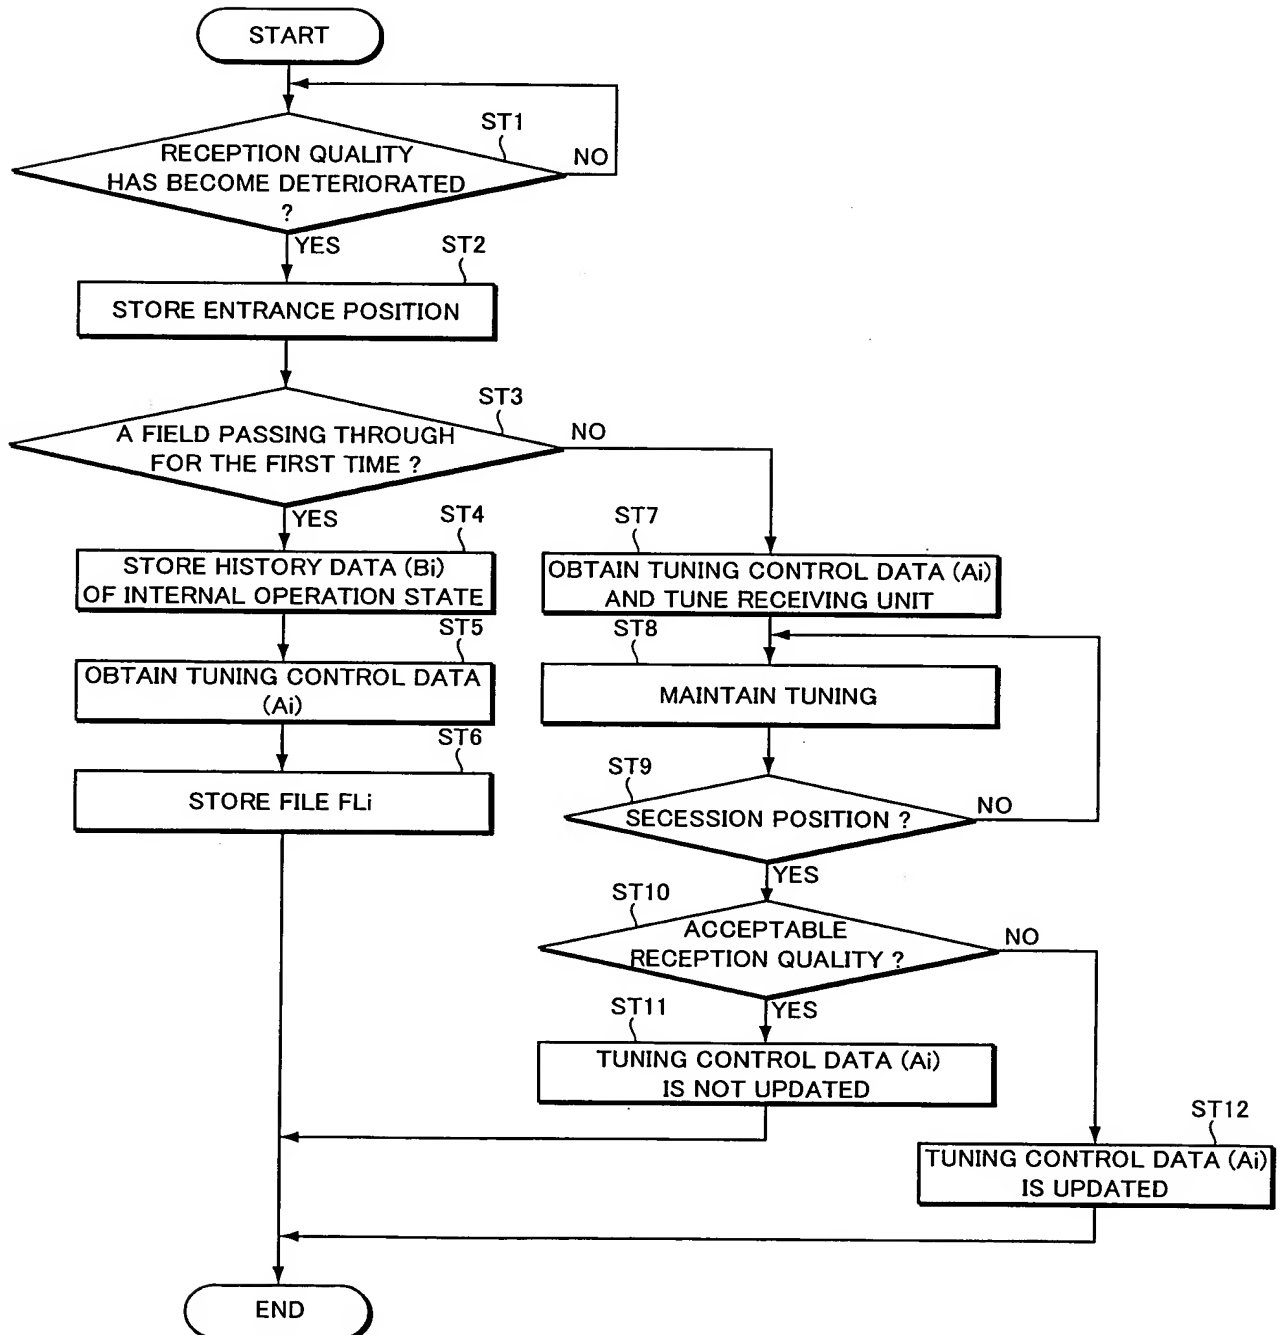 START
ST1
RECEPTION QUALITY
HAS BECOME DETERIORATED
?
NO
YES
ST2
STORE ENTRANCE POSITION
ST3
A FIELD PASSING THROUGH
FOR THE FIRST TIME ?
NO
YES
ST4
STORE HISTORY DATA (Bi)
OF INTERNAL OPERATION STATE
ST5
OBTAIN TUNING CONTROL DATA
(Ai)
ST6
STORE FILE FLi
ST7
OBTAIN TUNING CONTROL DATA (Ai)
AND TUNE RECEIVING UNIT
ST8
MAINTAIN TUNING
ST9
SECESSION POSITION ?
NO
YES
ST10
ACCEPTABLE
RECEPTION QUALITY ?
NO
YES
ST11
TUNING CONTROL DATA (Ai)
IS NOT UPDATED
ST12
TUNING CONTROL DATA (Ai)
IS UPDATED
END